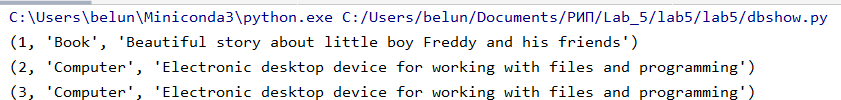 C:\Users\belun\Miniconda3\python.exe C:/Users/belun/Documents/РИП/Lab_5/lab5/lab5/dbshow.py
(1, 'Book', 'Beautiful story about little boy Freddy and his friends')
(2, 'Computer', 'Electronic desktop device for working with files and programming')
(3, 'Computer', 'Electronic desktop device for working with files and programming')